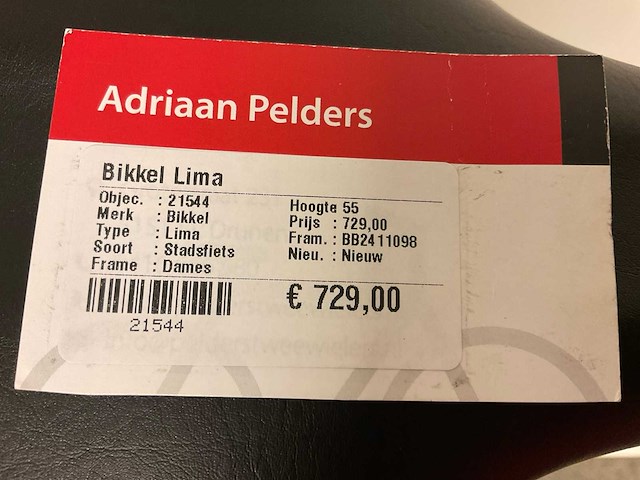 Adriaan Pelders
Bikkel Lima
Objec. : 21544
Merk : Bikkel
Type : Lima
Soort : Stadsfiets
Frame : Dames
Hoogte 55
Prijs : 729,00
Fram. : BB2411098
Nieu. : Nieuw
€ 729,00
21544